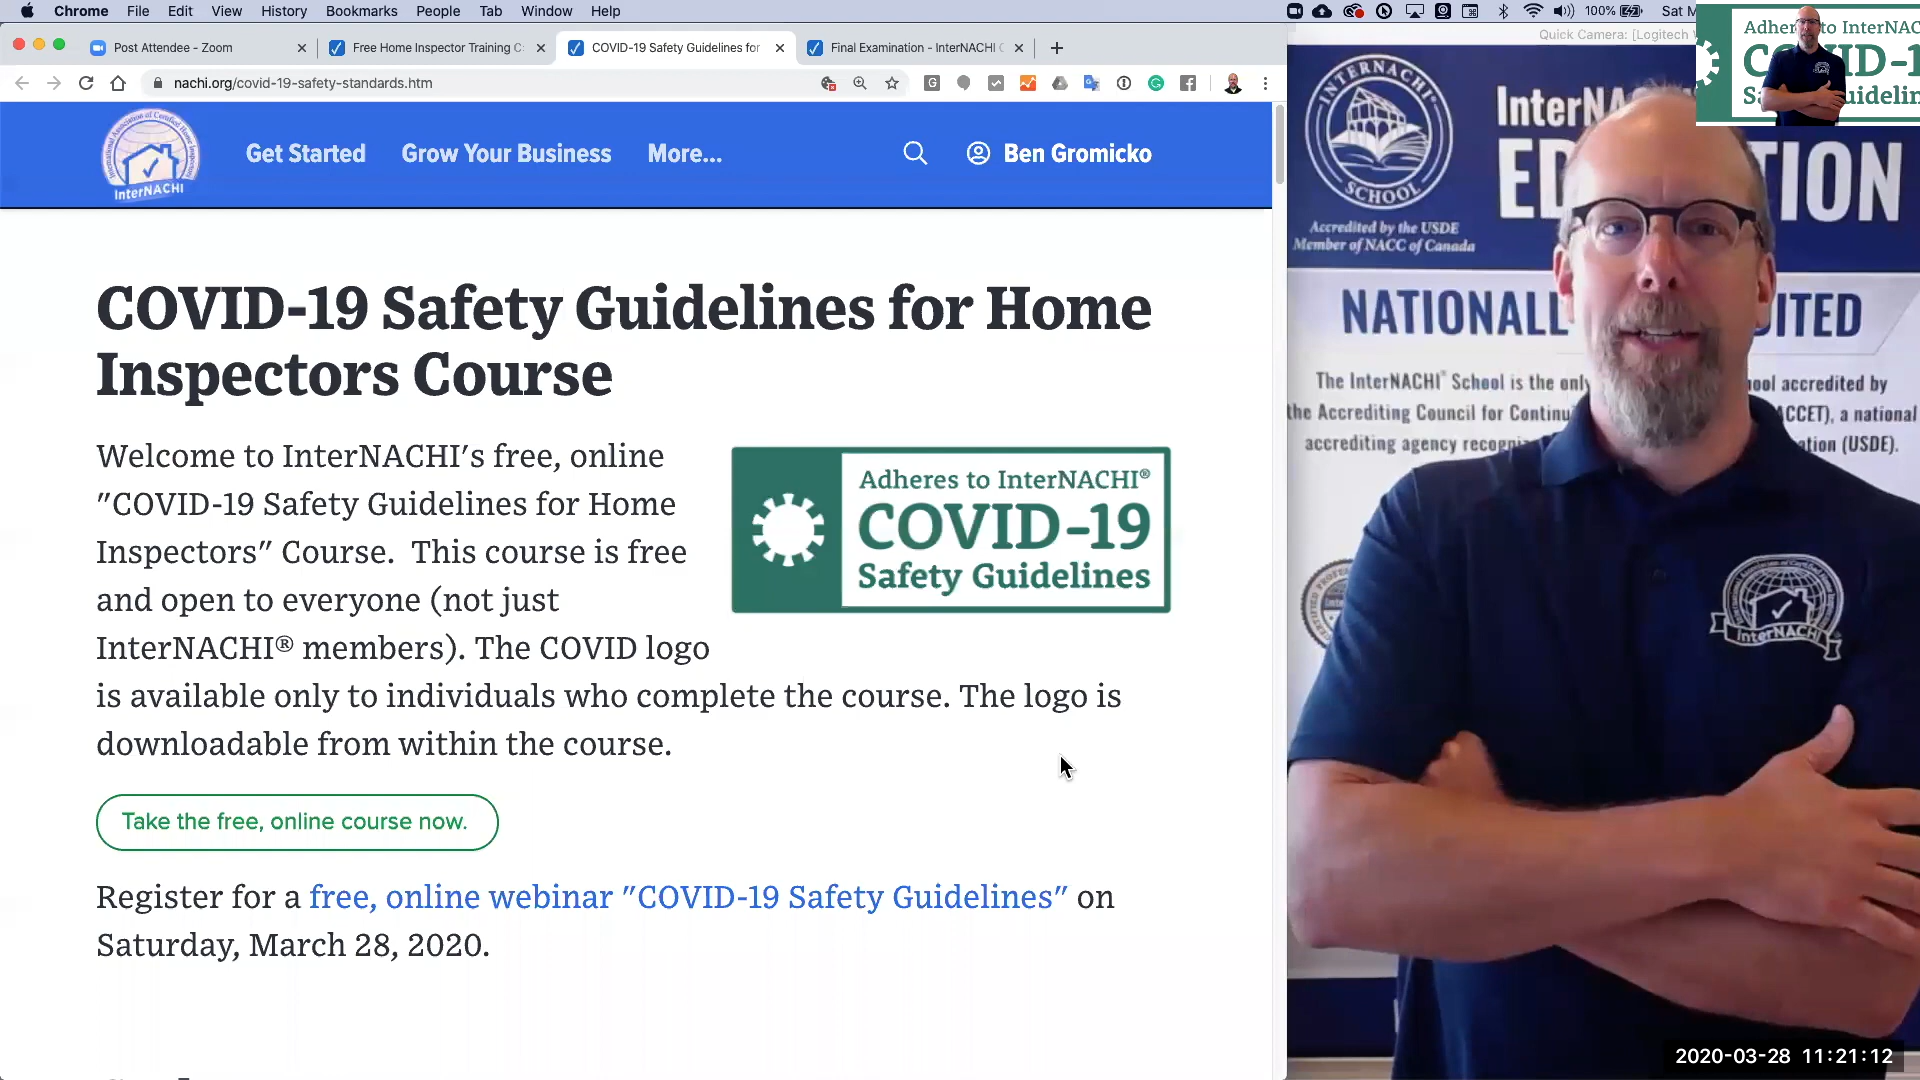 Chrome File Edit View History Bookmarks People Tab Window Help
100% Sat
Post Attendee - Zoom
Free Home Inspector Training
COVID-19 Safety Guidelines for
Final Examination - InterNACHI
nachi.org/covid-19-safety-standards.htm
InterNACHI
Get Started
Grow Your Business
More...
Ben Gromicko
COVID-19 Safety Guidelines for Home
Inspectors Course
Welcome to InterNACHI's free, online
"COVID-19 Safety Guidelines for Home
Inspectors" Course. This course is free
and open to everyone (not just
InterNACHI® members). The COVID logo
is available only to individuals who complete the course. The logo is
downloadable from within the course.
Adheres to InterNACHI®
COVID-19
Safety Guidelines
Take the free, online course now.
Register for a free, online webinar "COVID-19 Safety Guidelines" on
Saturday, March 28, 2020.
Quick Camera: [Logitech
Adheres to InterNAC
INTERNACHI
SCHOOL
Accredited by the USDE
Member of NACC of Canada
The InterNACHI® School is the only
accredited by
the Accrediting Council for
(ACCET), a national
accrediting agency
(USDE).
InterNACHI
2020-03-28 11:21:12